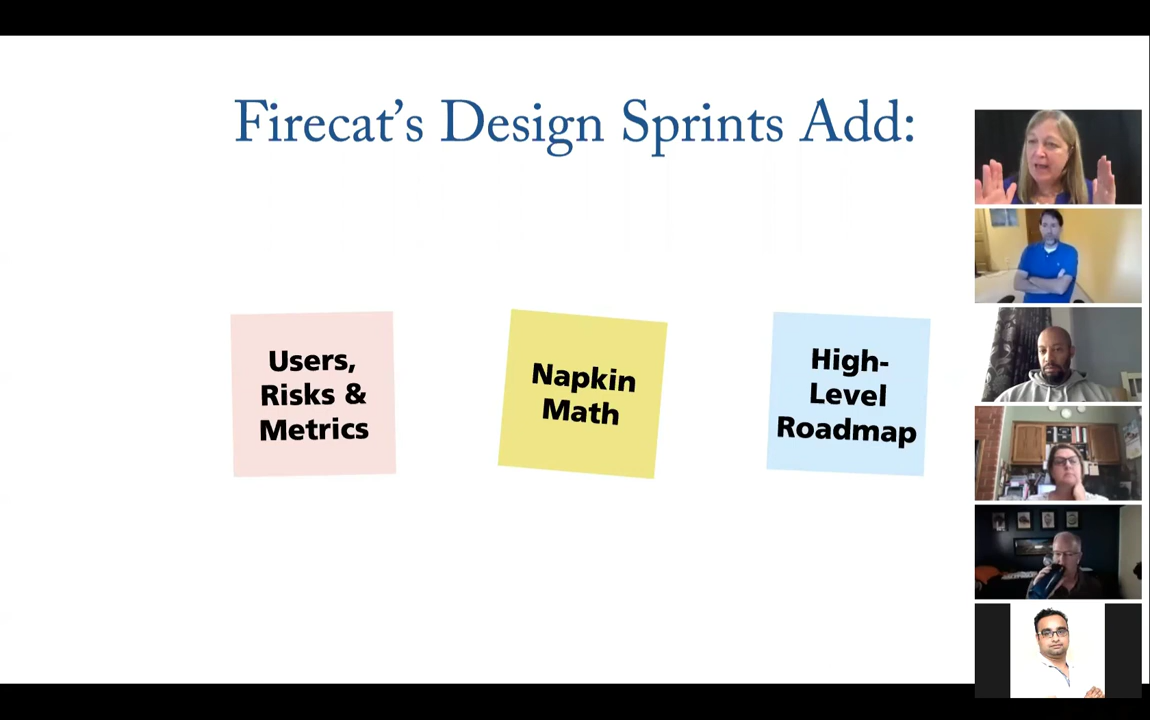 Firecat’s Design Sprints Add:
Users,
Risks &
Metrics
Napkin
Math
High-
Level
Roadmap